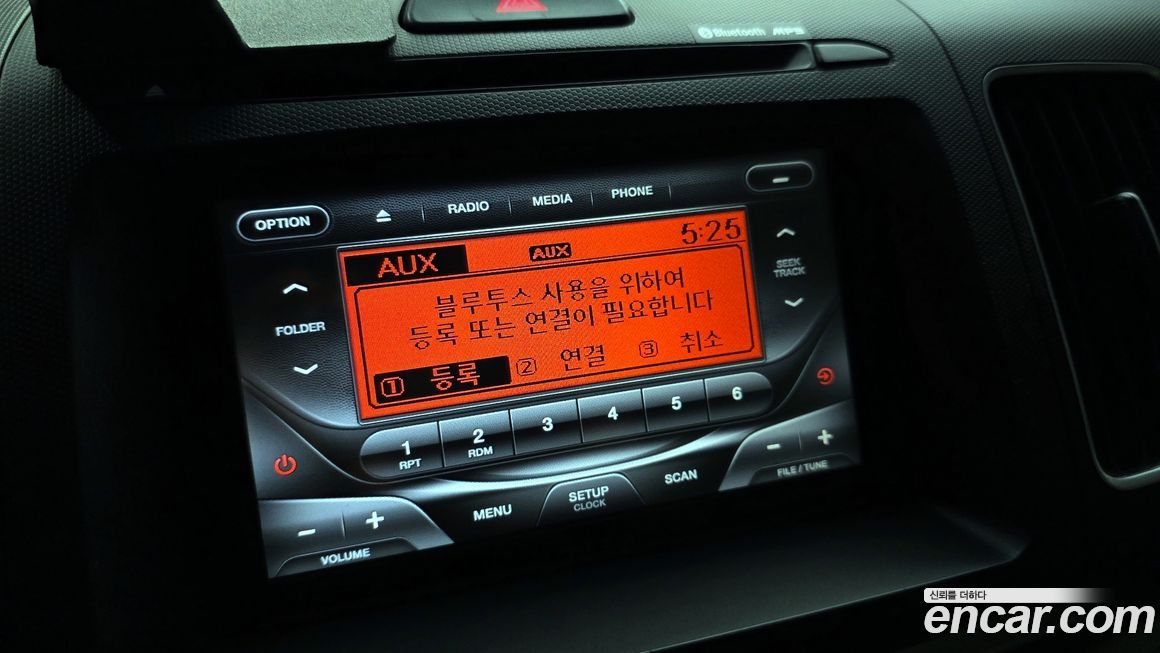 Bluetooth MP3
OPTION
RADIO
MEDIA
PHONE
AUX
AUX
5:25
블루투스 사용을 위하여
등록 또는 연결이 필요합니다
1 등록
2 연결
3 취소
FOLDER
SEEK
TRACK
1
RPT
2
RDM
3
4
5
6
MENU
SETUP
CLOCK
SCAN
FILE / TUNE
VOLUME
신뢰를 더하다
encar.com